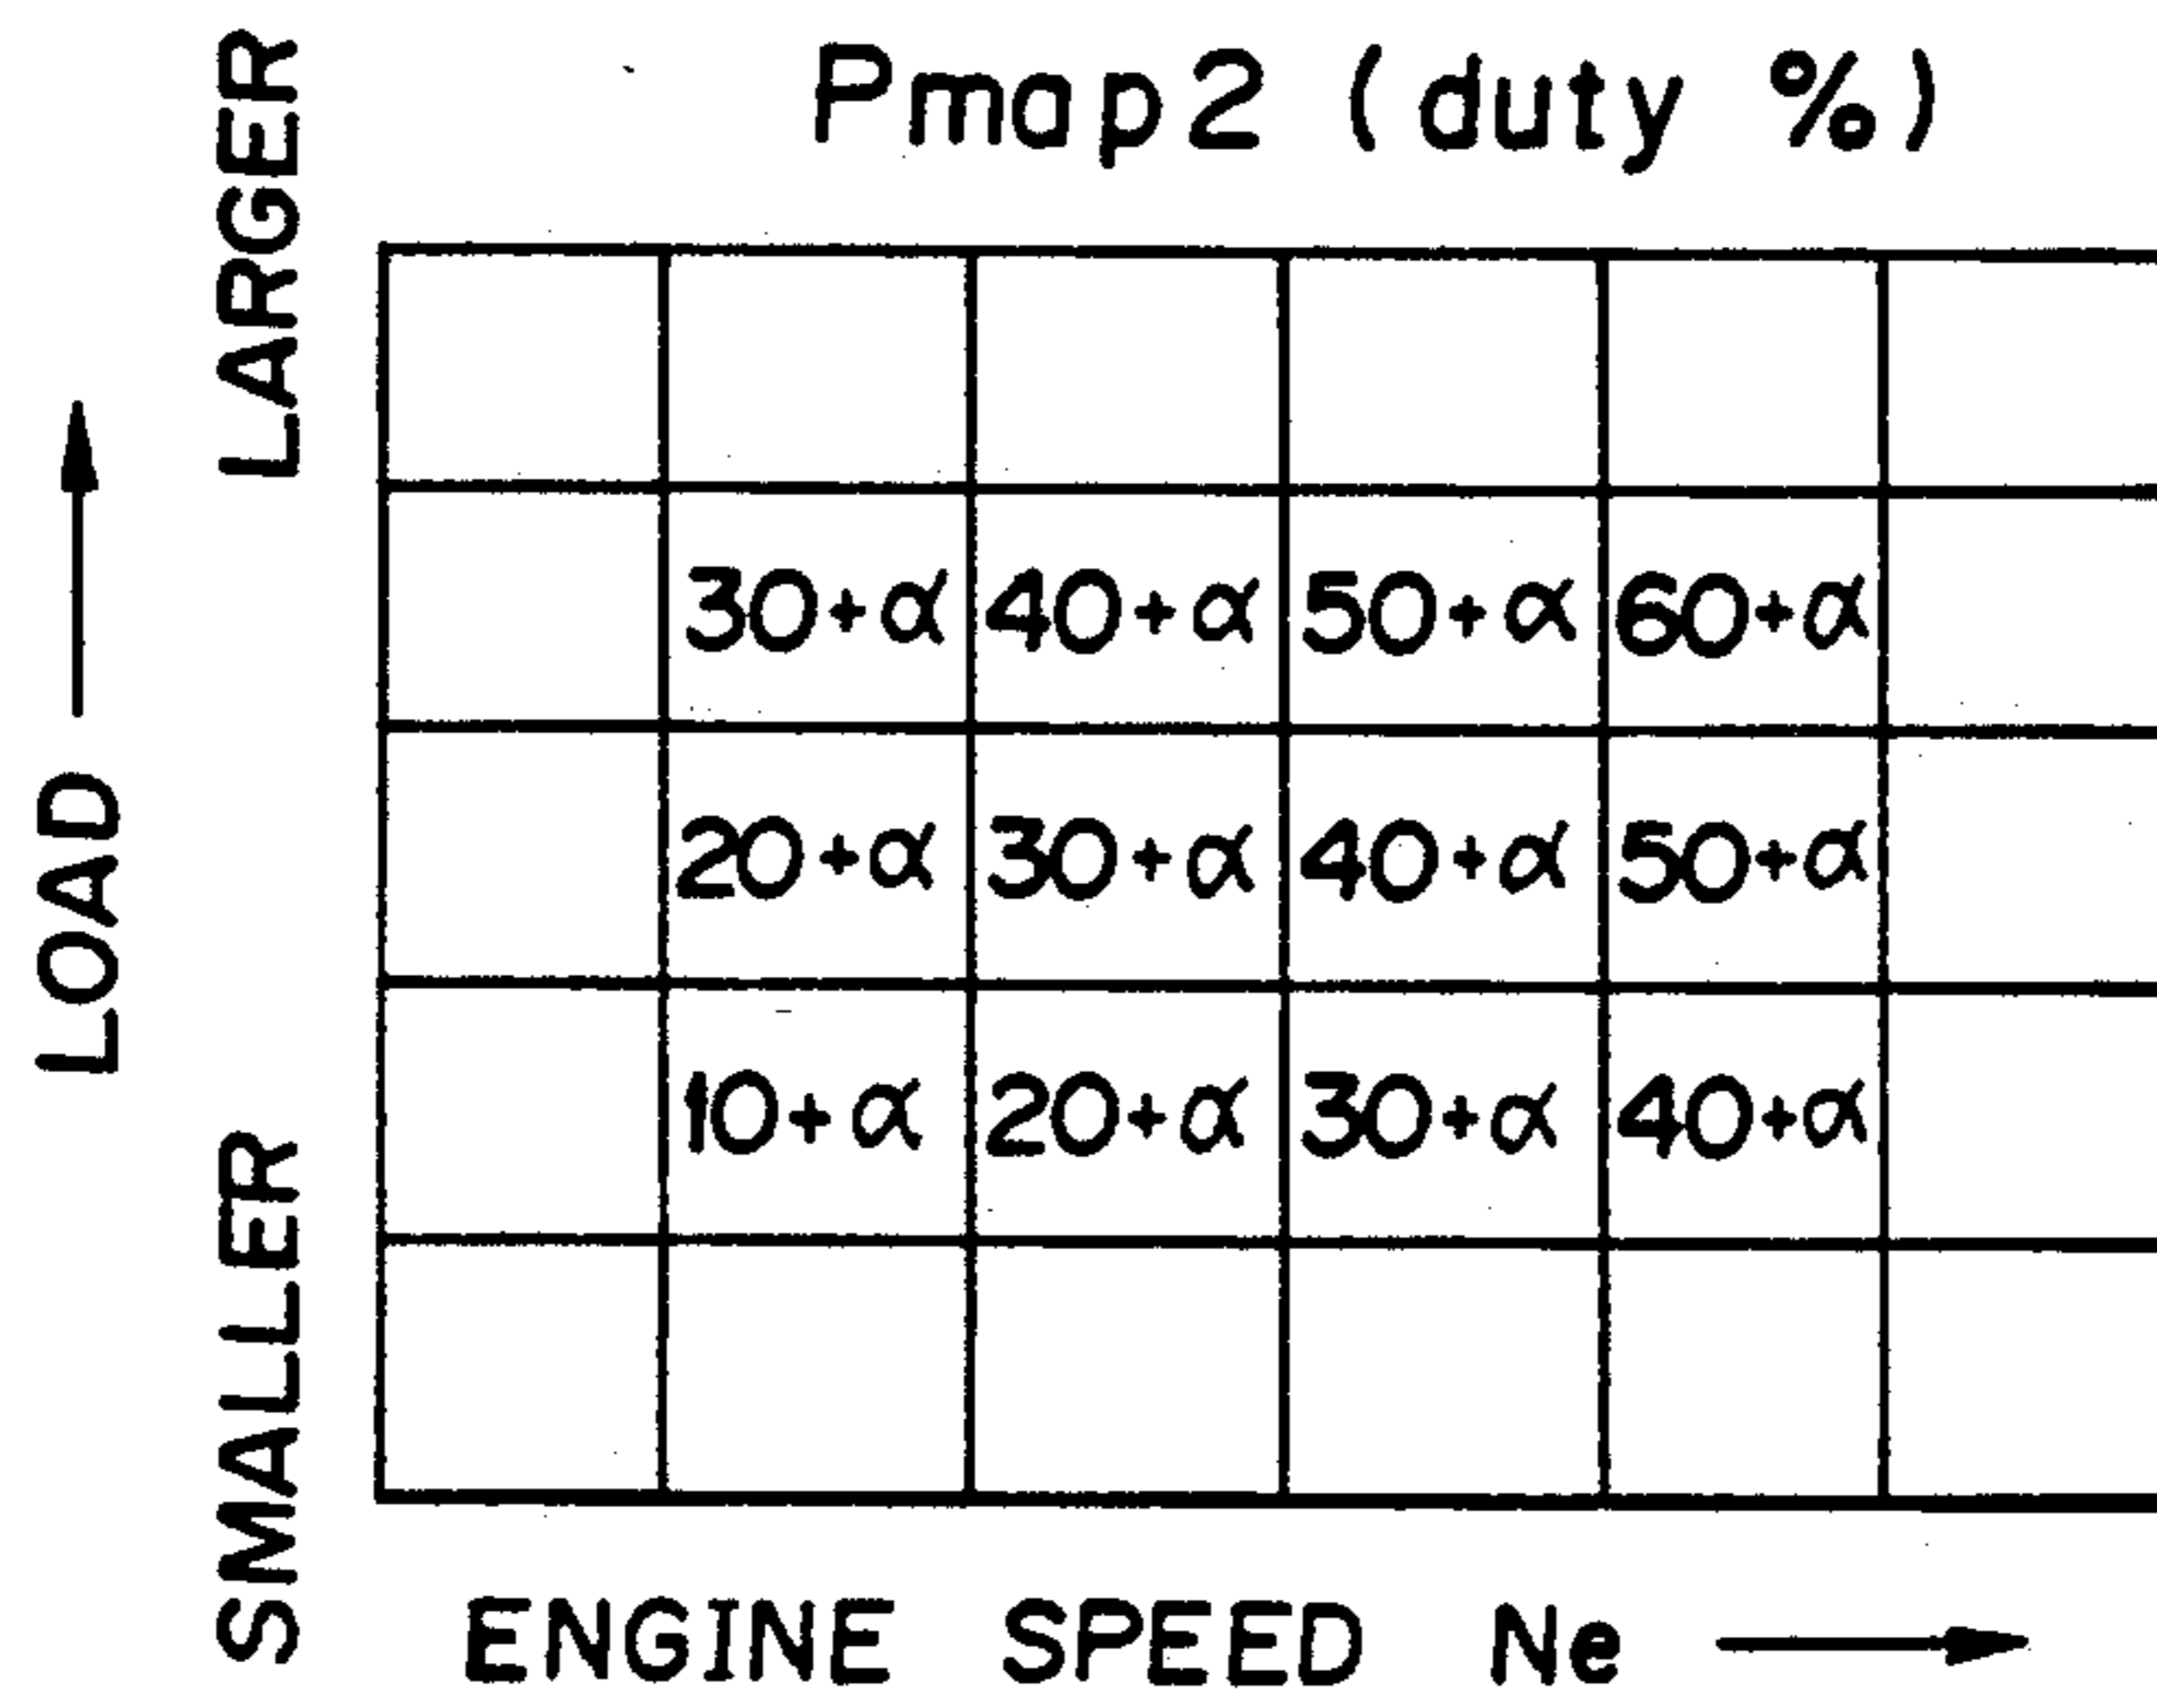 Pmap2 (duty %)
LARGER
30+α 40+α 50+α 60+α
LOAD
20+α 30+α 40+α 50+α
10+α 20+α 30+α 40+α
SMALLER
ENGINE SPEED Ne